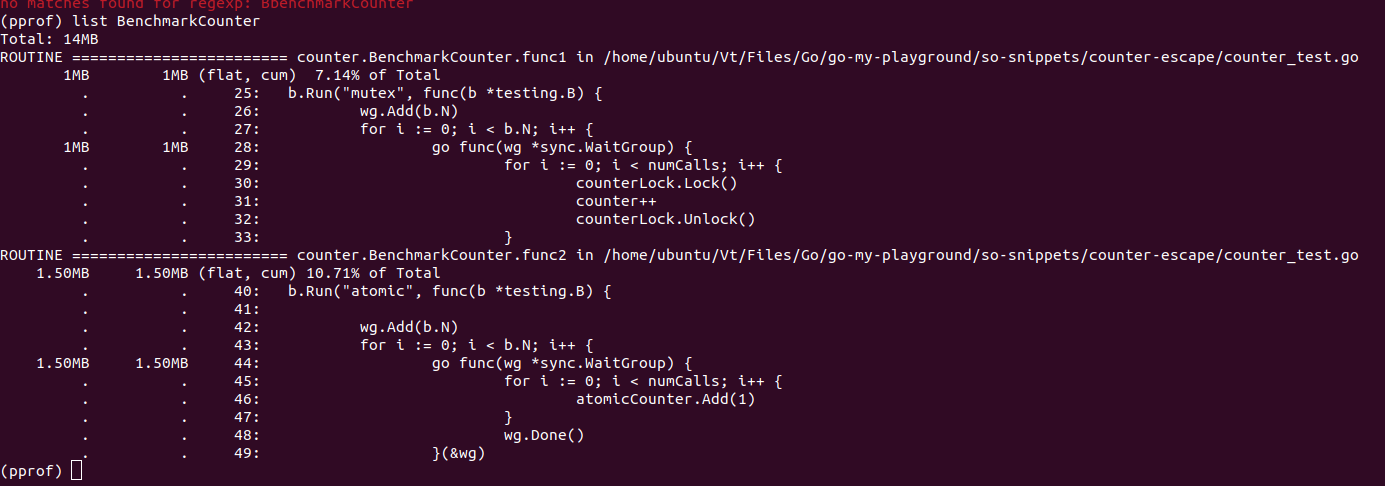 no matches found for regexp: BbenchmarkCounter
(pprof) list BenchmarkCounter
Total: 14MB
ROUTINE ======================== counter.BenchmarkCounter.func1 in /home/ubuntu/Vt/Files/Go/go-my-playground/so-snippets/counter-escape/counter_test.go
       1MB        1MB (flat, cum)  7.14% of Total
         .          .     25:	b.Run("mutex", func(b *testing.B) {
         .          .     26:		wg.Add(b.N)
         .          .     27:		for i := 0; i < b.N; i++ {
       1MB        1MB     28:			go func(wg *sync.WaitGroup) {
         .          .     29:				for i := 0; i < numCalls; i++ {
         .          .     30:					counterLock.Lock()
         .          .     31:					counter++
         .          .     32:					counterLock.Unlock()
         .          .     33:				}
ROUTINE ======================== counter.BenchmarkCounter.func2 in /home/ubuntu/Vt/Files/Go/go-my-playground/so-snippets/counter-escape/counter_test.go
    1.50MB     1.50MB (flat, cum) 10.71% of Total
         .          .     40:	b.Run("atomic", func(b *testing.B) {
         .          .     41:
         .          .     42:		wg.Add(b.N)
         .          .     43:		for i := 0; i < b.N; i++ {
    1.50MB     1.50MB     44:			go func(wg *sync.WaitGroup) {
         .          .     45:				for i := 0; i < numCalls; i++ {
         .          .     46:					atomicCounter.Add(1)
         .          .     47:				}
         .          .     48:				wg.Done()
         .          .     49:			}(&wg)
(pprof)